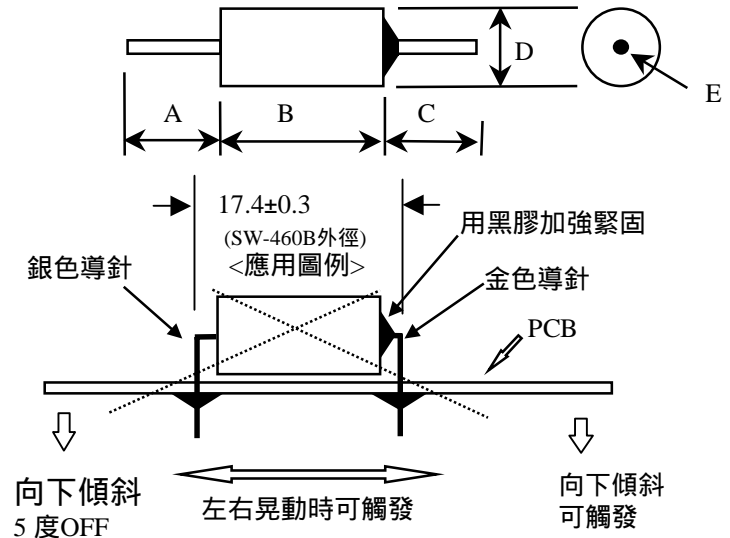 D
E
A
B
C
17.4±0.3
(SW-460B外徑)
<應用圖例>
用黑膠加強緊固
銀色導針
金色導針
PCB
向下傾斜
5 度OFF
左右晃動時可觸發
向下傾斜
可觸發